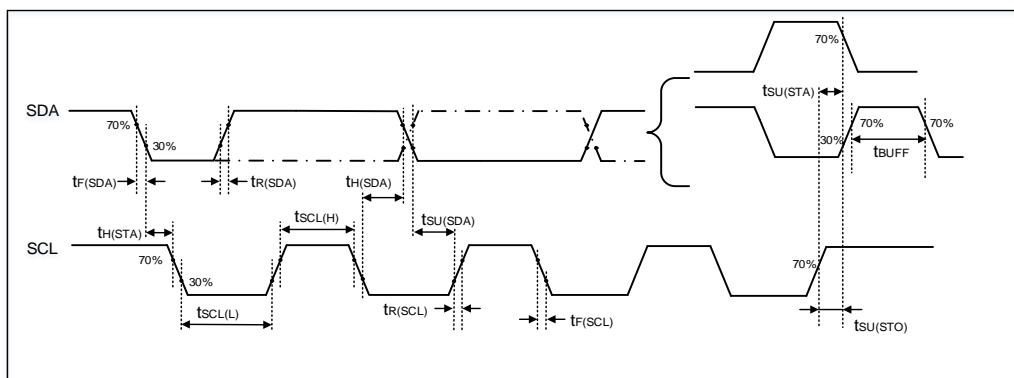 70%
tSU(STA)
SDA
70%
30%
30%
70%
70%
tBUFF
tF(SDA)
tR(SDA)
tH(SDA)
tH(STA)
tSCL(H)
tSU(SDA)
SCL
70%
30%
70%
tSCL(L)
tR(SCL)
tF(SCL)
tSU(STO)